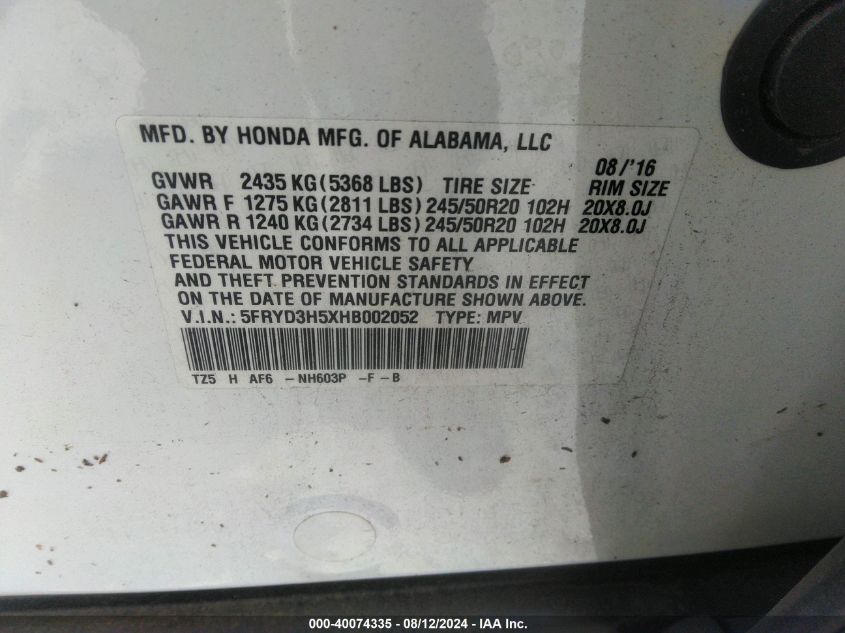 MFD. BY HONDA MFG. OF ALABAMA, LLC
08/'16
GVWR 2435 KG(5368 LBS) TIRE SIZE RIM SIZE
GAWR F 1275 KG(2811 LBS) 245/50R20 102H 20X8.0J
GAWR R 1240 KG(2734 LBS) 245/50R20 102H 20X8.0J
THIS VEHICLE CONFORMS TO ALL APPLICABLE
FEDERAL MOTOR VEHICLE SAFETY
AND THEFT PREVENTION STANDARDS IN EFFECT
ON THE DATE OF MANUFACTURE SHOWN ABOVE.
V.I.N.: 5FRYD3H5XHB002052 TYPE: MPV
TZ5 H AF6 -NH603P -F-B
000-40074335 - 08/12/2024 - IAA Inc.